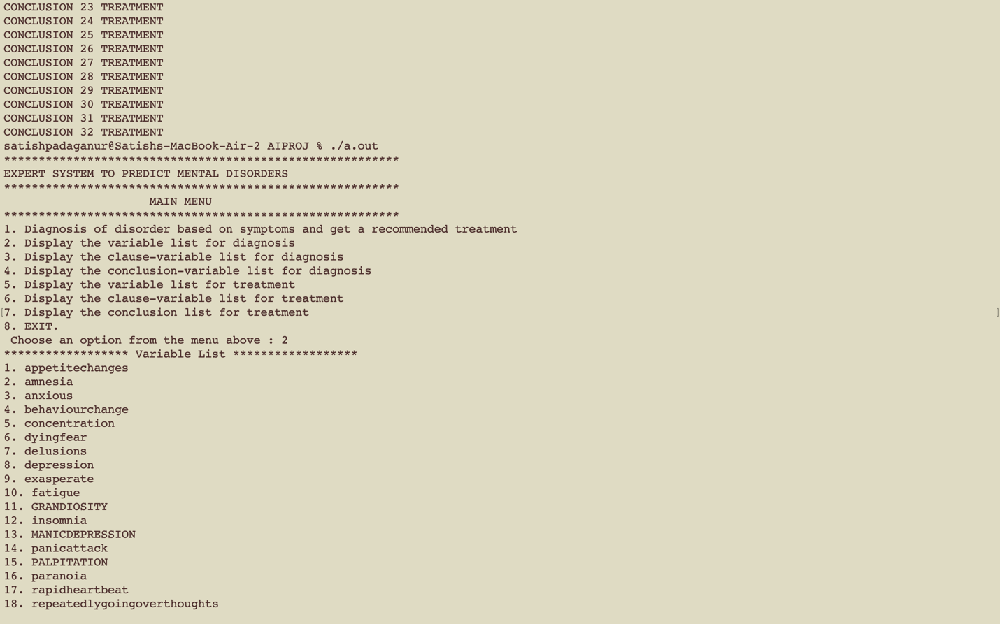 CONCLUSION 23 TREATMENT
CONCLUSION 24 TREATMENT
CONCLUSION 25 TREATMENT
CONCLUSION 26 TREATMENT
CONCLUSION 27 TREATMENT
CONCLUSION 28 TREATMENT
CONCLUSION 29 TREATMENT
CONCLUSION 30 TREATMENT
CONCLUSION 31 TREATMENT
CONCLUSION 32 TREATMENT
satishpadaganur@Satishs-MacBook-Air-2 AIPROJ % ./a.out
*********************************************************
EXPERT SYSTEM TO PREDICT MENTAL DISORDERS
*********************************************************
MAIN MENU
*********************************************************
1. Diagnosis of disorder based on symptoms and get a recommended treatment
2. Display the variable list for diagnosis
3. Display the clause-variable list for diagnosis
4. Display the conclusion-variable list for diagnosis
5. Display the variable list for treatment
6. Display the clause-variable list for treatment
[7. Display the conclusion list for treatment ]
8. EXIT.
Choose an option from the menu above : 2
****************** Variable List ******************
1. appetitechanges
2. amnesia
3. anxious
4. behaviourchange
5. concentration
6. dyingfear
7. delusions
8. depression
9. exasperate
10. fatigue
11. GRANDIOSITY
12. insomnia
13. MANICDEPRESSION
14. panicattack
15. PALPITATION
16. paranoia
17. rapidheartbeat
18. repeatedlygoingoverthoughts